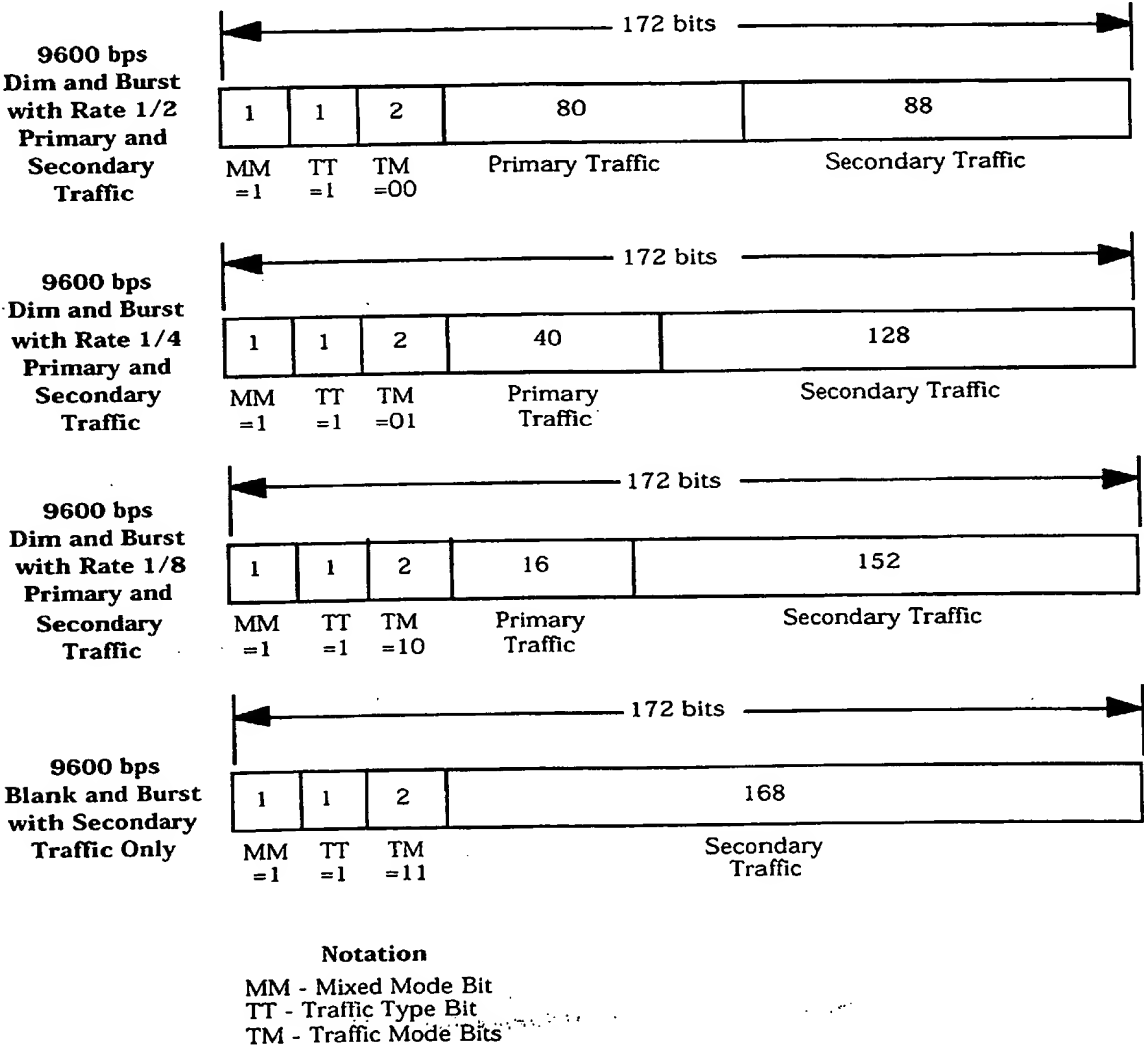 172 bits
9600 bps
Dim and Burst
with Rate 1/2
Primary and
Secondary
Traffic
1 1 2 80 88
MM TT TM Primary Traffic Secondary Traffic
=1 =1 =00
172 bits
9600 bps
Dim and Burst
with Rate 1/4
Primary and
Secondary
Traffic
1 1 2 40 128
MM TT TM Primary Secondary Traffic
=1 =1 =01 Traffic
172 bits
9600 bps
Dim and Burst
with Rate 1/8
Primary and
Secondary
Traffic
1 1 2 16 152
MM TT TM Primary Secondary Traffic
=1 =1 =10 Traffic
172 bits
9600 bps
Blank and Burst
with Secondary
Traffic Only
1 1 2 168
MM TT TM Secondary
=1 =1 =11 Traffic
Notation
MM - Mixed Mode Bit
TT - Traffic Type Bit
TM - Traffic Mode Bits